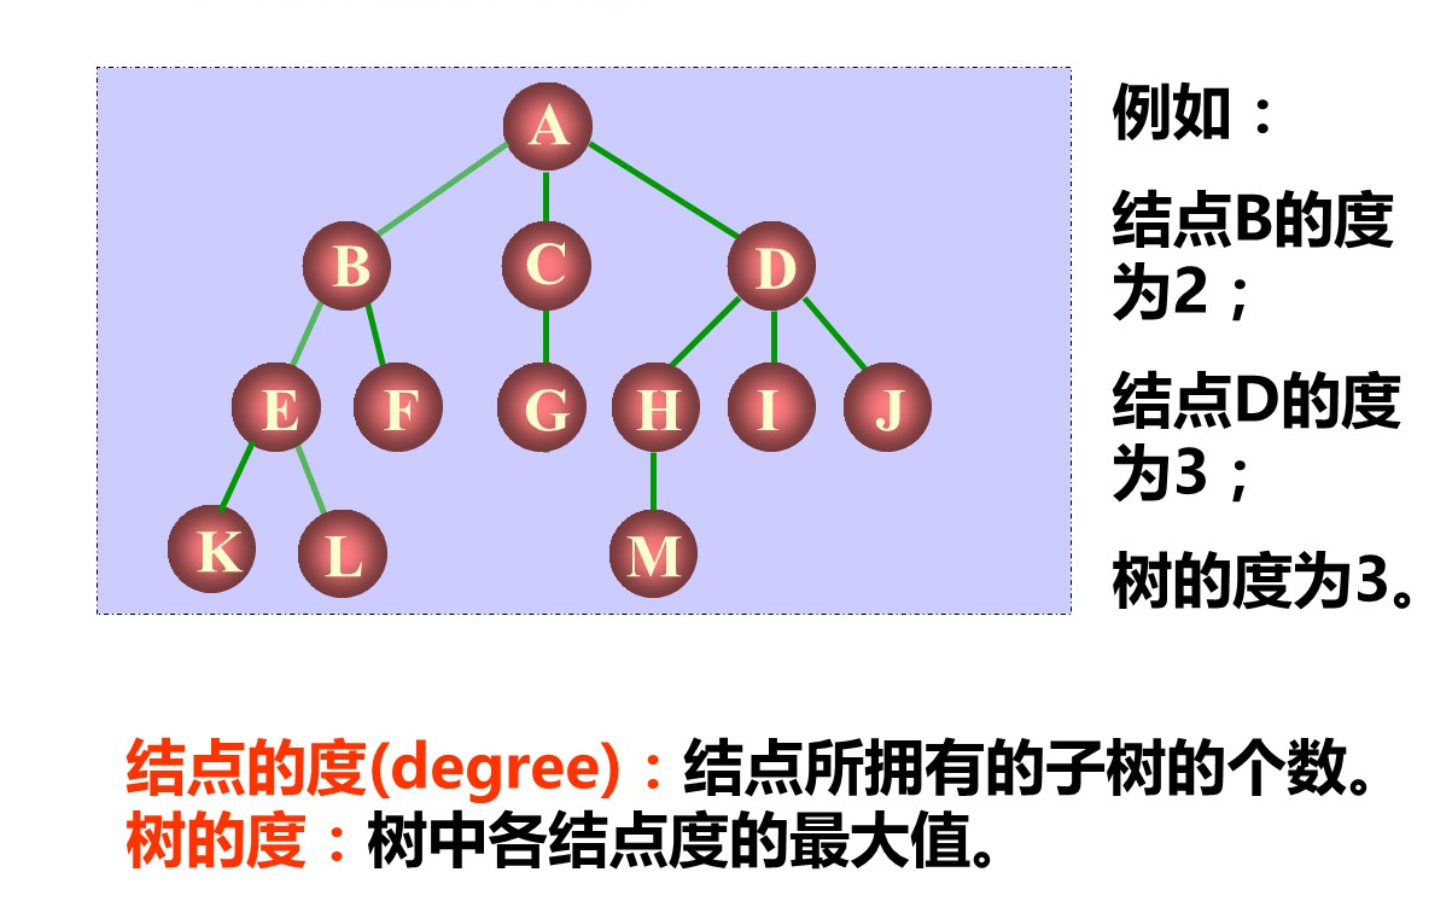 A
B
C
D
E
F
G
H
I
J
K
L
M
例如：
结点B的度
为2；
结点D的度
为3；
树的度为3。
结点的度(degree)：结点所拥有的子树的个数。
树的度：树中各结点度的最大值。